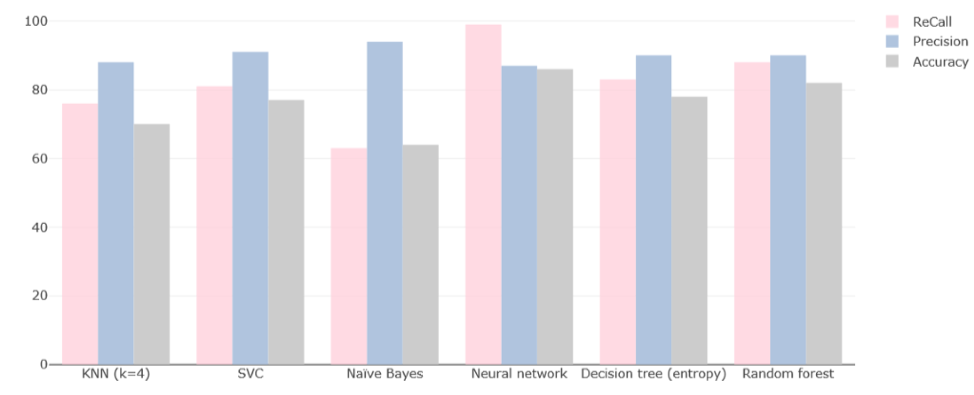 100
80
60
40
20
0
KNN (k=4) SVC Naïve Bayes Neural network Decision tree (entropy) Random forest
ReCall
Precision
Accuracy